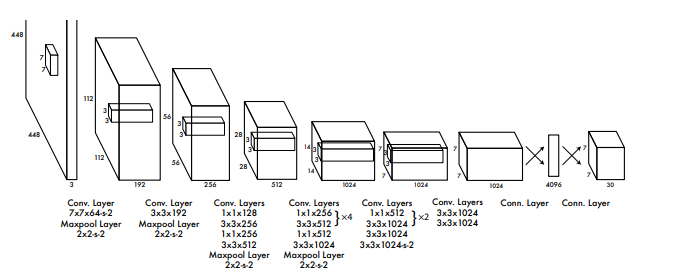 448
7
7
448
3
112
3
3
112
192
56
3
3
56
256
28
3
3
28
512
14
3
3
14
1024
7
3
3
7
1024
7
7
1024
4096
7
7
30
Conv. Layer
7x7x64-s-2
Maxpool Layer
2x2-s-2
Conv. Layer
3x3x192
Maxpool Layer
2x2-s-2
Conv. Layers
1x1x128
3x3x256
1x1x256
3x3x512
Maxpool Layer
2x2-s-2
Conv. Layers
1x1x256
3x3x512
}×4
1x1x512
3x3x1024
Maxpool Layer
2x2-s-2
Conv. Layers
1x1x512
3x3x1024
}×2
3x3x1024
3x3x1024-s-2
Conv. Layers
3x3x1024
3x3x1024
Conn. Layer
Conn. Layer